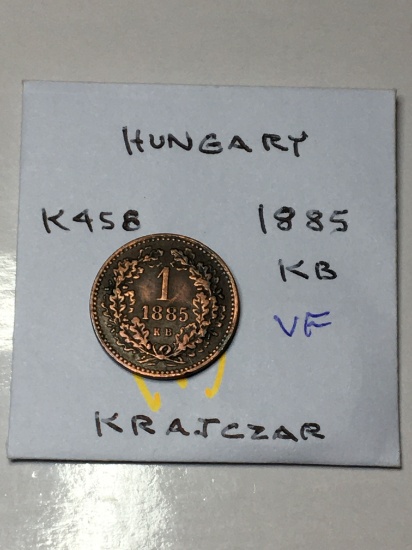 HUNGARY
K458 1885
KB
VF
1
1885
KB
KRAJCZAR